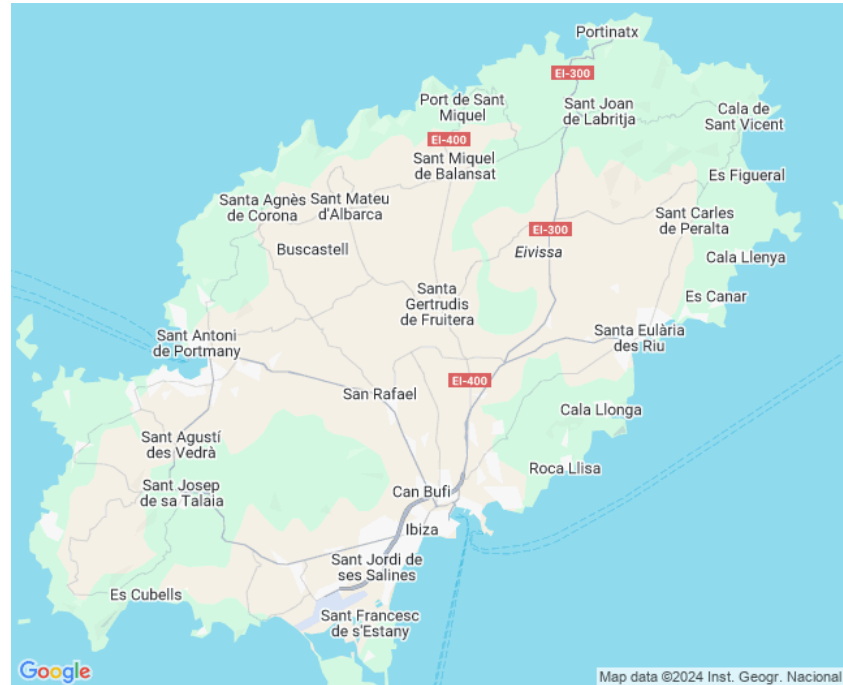 Portinatx
EI-300
Port de Sant
Miquel
Sant Joan
de Labritja
Cala de
Sant Vicent
EI-400
Sant Miquel
de Balansat
Es Figueral
Santa Agnès
de Corona
Sant Mateu
d'Albarca
Sant Carles
de Peralta
EI-300
Buscastell
Eivissa
Cala Llenya
Santa
Gertrudis
de Fruitera
Es Canar
Sant Antoni
de Portmany
Santa Eulària
des Riu
EI-400
San Rafael
Cala Llonga
Sant Agustí
des Vedrà
Roca Llisa
Sant Josep
de sa Talaia
Can Bufí
Ibiza
Sant Jordi de
ses Salines
Es Cubells
Sant Francesc
de s'Estany
Google
Map data ©2024 Inst. Geogr. Nacional